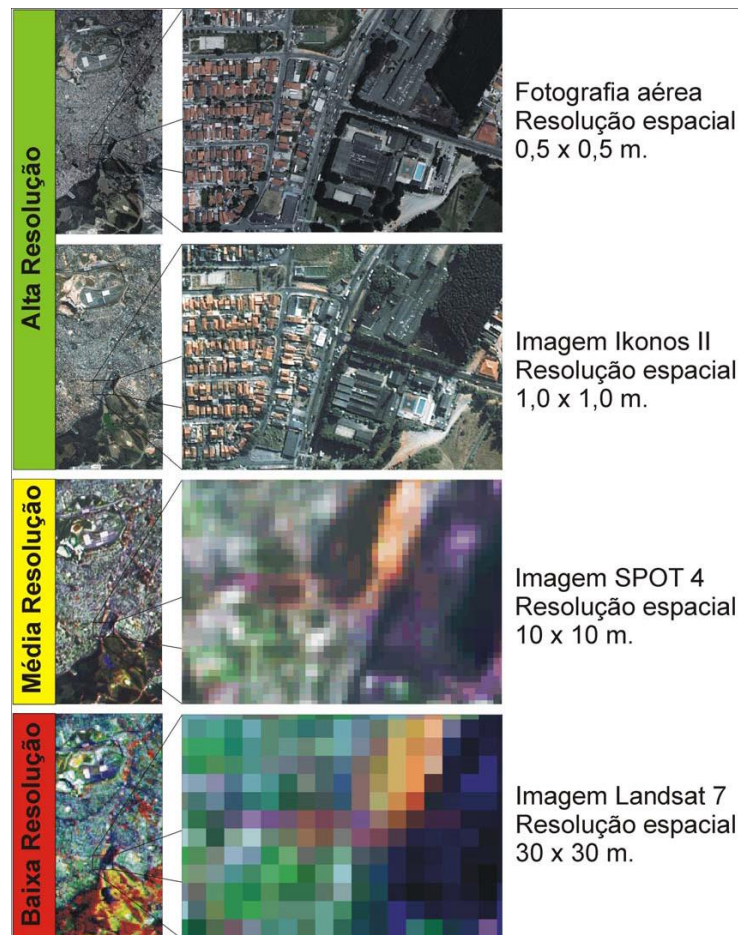 Alta Resolução
Fotografia aérea
Resolução espacial
0,5 x 0,5 m.
Imagem Ikonos II
Resolução espacial
1,0 x 1,0 m.
Média Resolução
Imagem SPOT 4
Resolução espacial
10 x 10 m.
Baixa Resolução
Imagem Landsat 7
Resolução espacial
30 x 30 m.